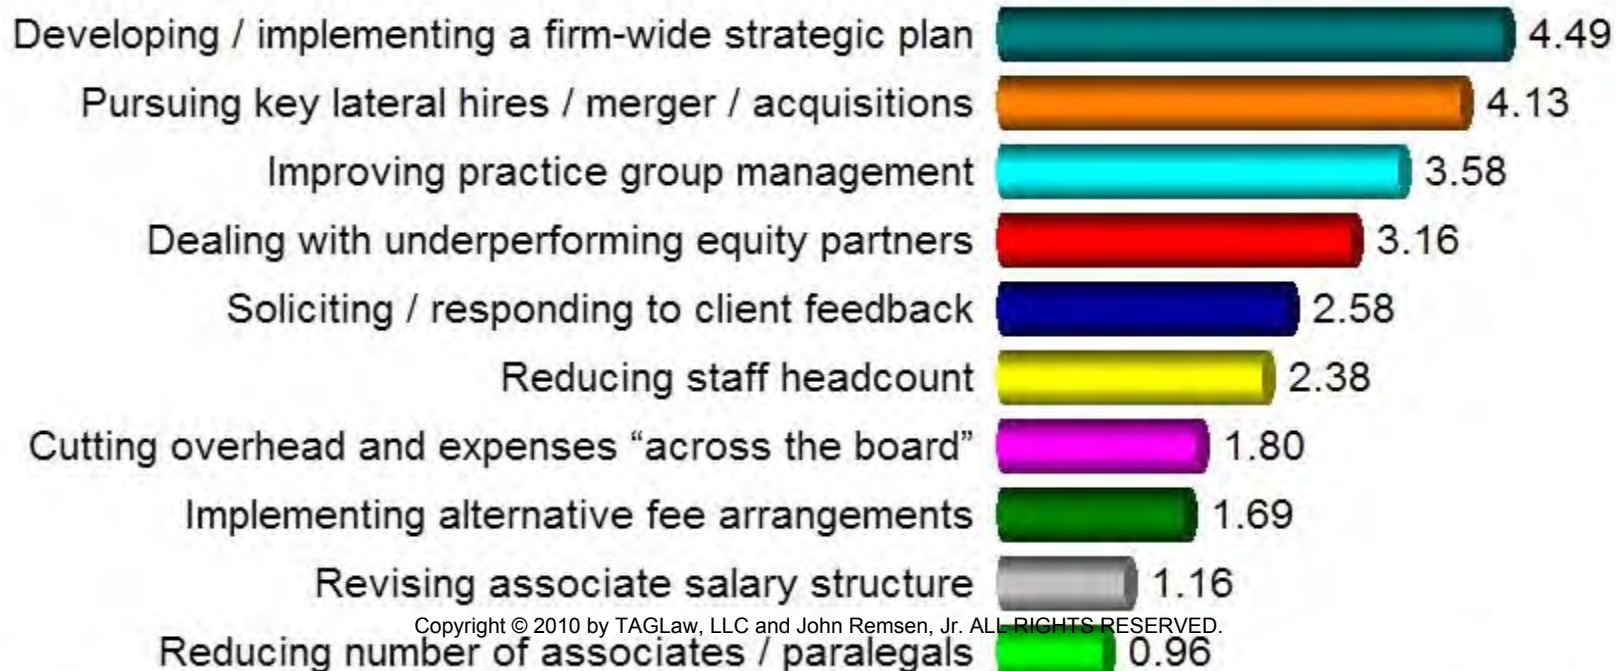 Developing / implementing a firm-wide strategic plan 4.49
Pursuing key lateral hires / merger / acquisitions 4.13
Improving practice group management 3.58
Dealing with underperforming equity partners 3.16
Soliciting / responding to client feedback 2.58
Reducing staff headcount 2.38
Cutting overhead and expenses “across the board” 1.80
Implementing alternative fee arrangements 1.69
Revising associate salary structure 1.16
Copyright © 2010 by TAGLaw, LLC and John Remsen, Jr. ALL RIGHTS RESERVED.
Reducing number of associates / paralegals 0.96